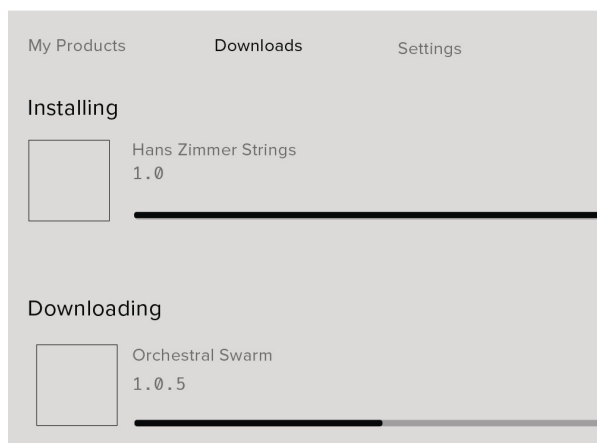 My Products
Downloads
Settings
Installing
Hans Zimmer Strings
1.0
Downloading
Orchestral Swarm
1.0.5